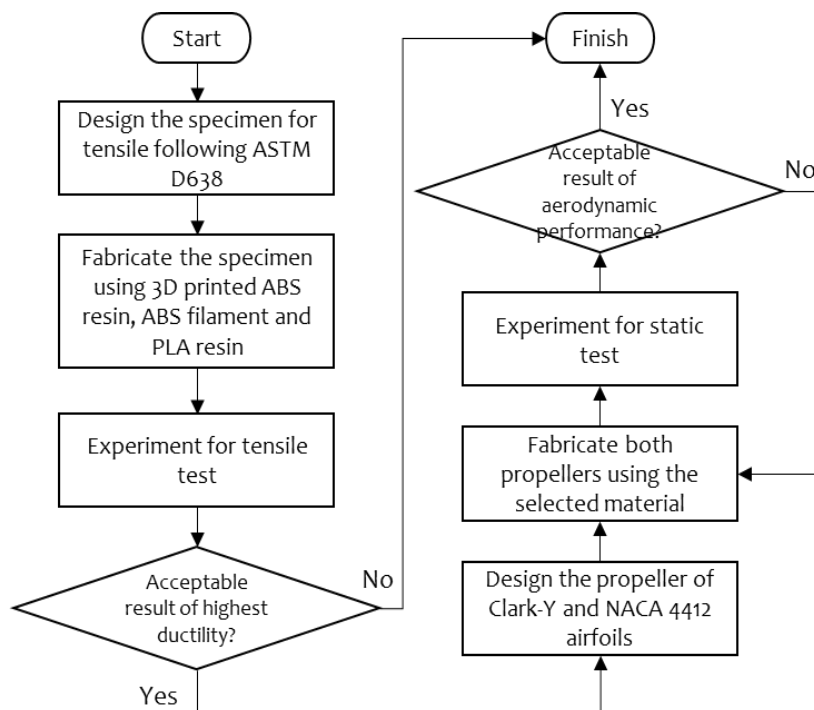 Start
Design the specimen for
tensile following ASTM
D638
Fabricate the specimen
using 3D printed ABS
resin, ABS filament and
PLA resin
Experiment for tensile
test
Acceptable
result of highest
ductility?
No
Yes
Finish
Yes
Acceptable
result of
aerodynamic
performance?
No
Experiment for static
test
Fabricate both
propellers using the
selected material
Design the propeller of
Clark-Y and NACA 4412
airfoils